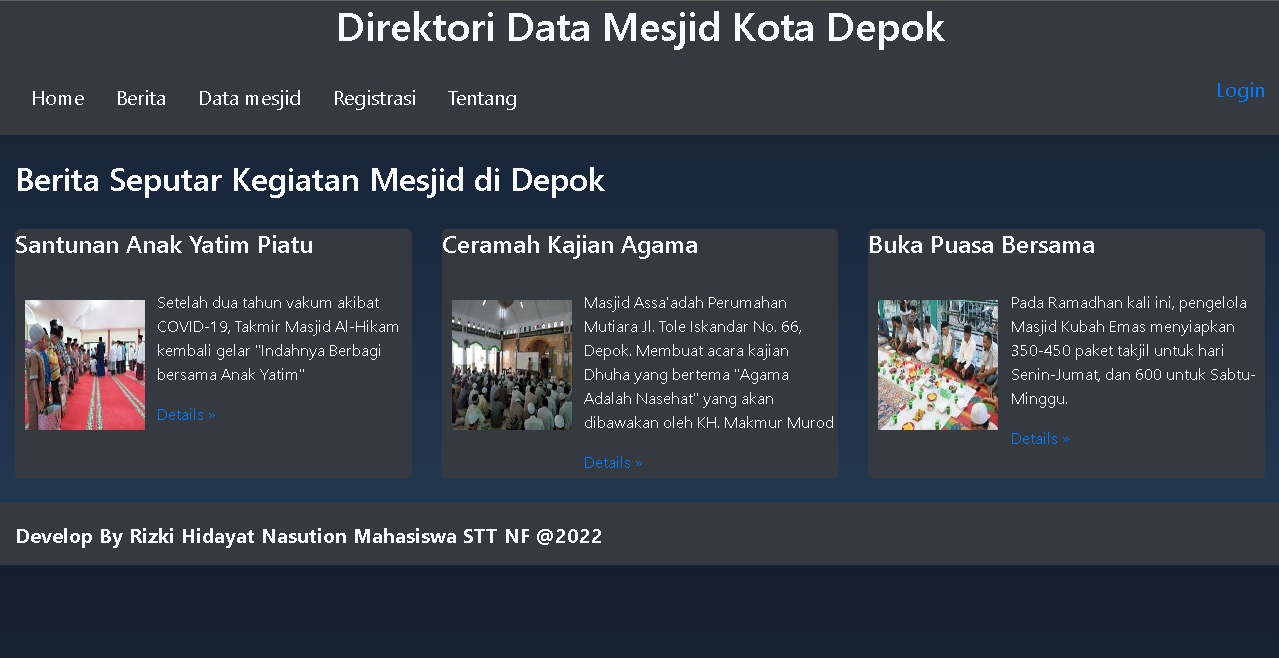 Direktori Data Mesjid Kota Depok
Home Berita Data mesjid Registrasi Tentang
Login
Berita Seputar Kegiatan Mesjid di Depok
Santunan Anak Yatim Piatu
Setelah dua tahun vakum akibat
COVID-19, Takmir Masjid Al-Hikam
kembali gelar "Indahnya Berbagi
bersama Anak Yatim"
Details »
Ceramah Kajian Agama
Masjid Assa'adah Perumahan
Mutiara Jl. Tole Iskandar No. 66,
Depok. Membuat acara kajian
Dhuha yang bertema "Agama
Adalah Nasehat" yang akan
dibawakan oleh KH. Makmur Murod
Details »
Buka Puasa Bersama
Pada Ramadhan kali ini, pengelola
Masjid Kubah Emas menyiapkan
350-450 paket takjil untuk hari
Senin-Jumat, dan 600 untuk Sabtu-
Minggu.
Details »
Develop By Rizki Hidayat Nasution Mahasiswa STT NF @2022